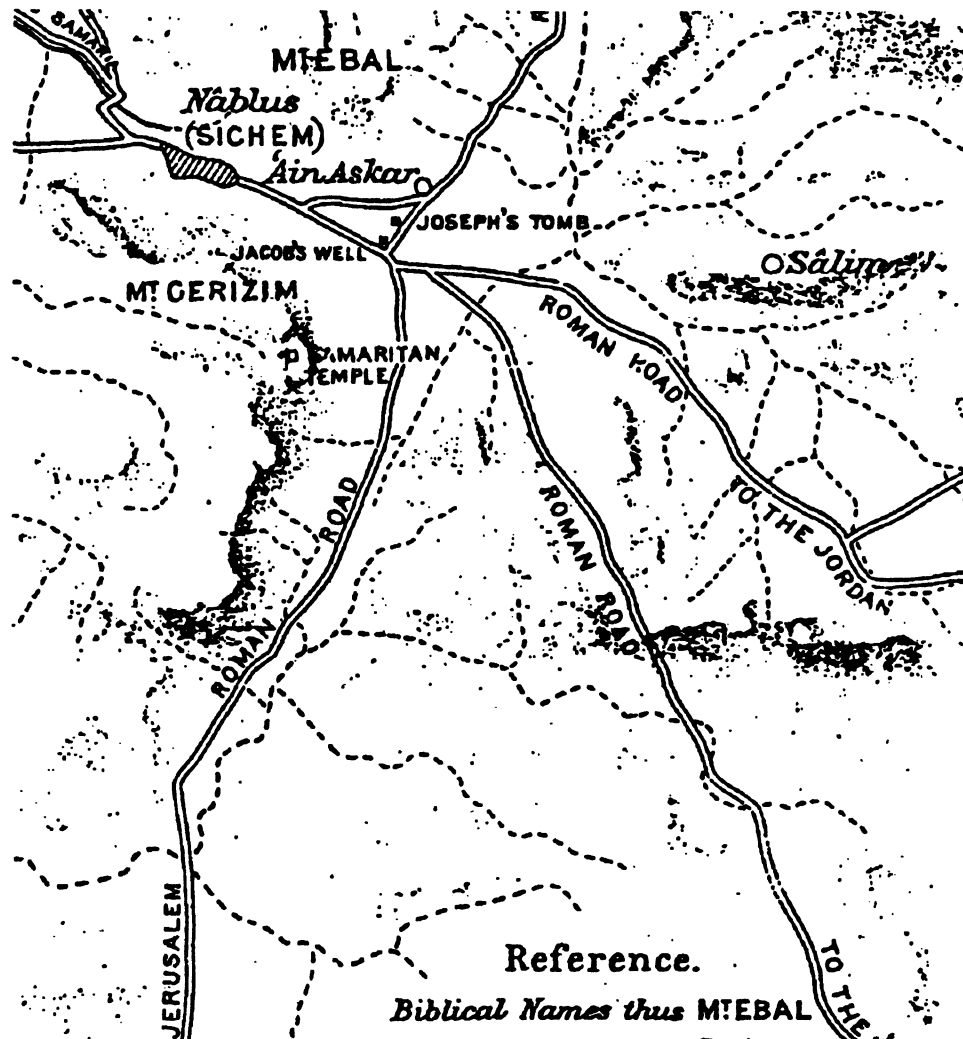 SAMARIA
MT EBAL
Nâblus
(SICHEM)
'Ain Askar
JOSEPH'S TOMB
JACOB'S WELL
Sâlim
MT GERIZIM
ROMAN ROAD
SAMARITAN
TEMPLE
TO THE JORDAN
ROMAN ROAD
ROMAN ROAD
JERUSALEM
TO THE
Reference.
Biblical Names thus MT EBAL